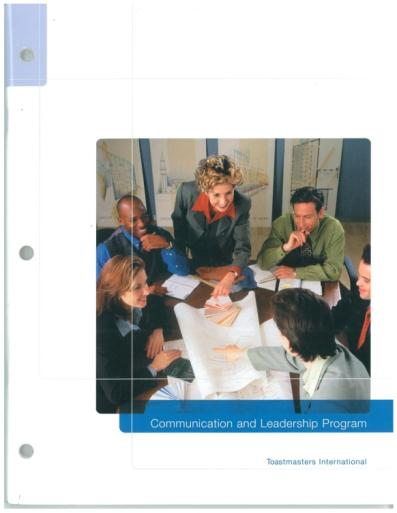 Communication and Leadership Program
Toastmasters International